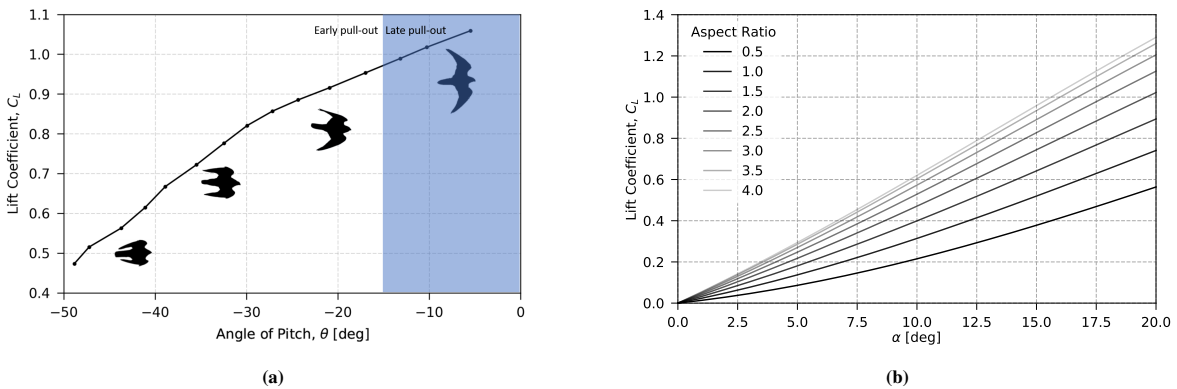 1.1
1.0
0.9
0.8
0.7
0.6
0.5
0.4
Lift Coefficient, C_L
Early pull-out Late pull-out
−50 −40 −30 −20 −10 0
Angle of Pitch, θ [deg]
(a)
1.4
1.2
1.0
0.8
0.6
0.4
0.2
0.0
Lift Coefficient, C_L
Aspect Ratio
0.5
1.0
1.5
2.0
2.5
3.0
3.5
4.0
0.0 2.5 5.0 7.5 10.0 12.5 15.0 17.5 20.0
α [deg]
(b)